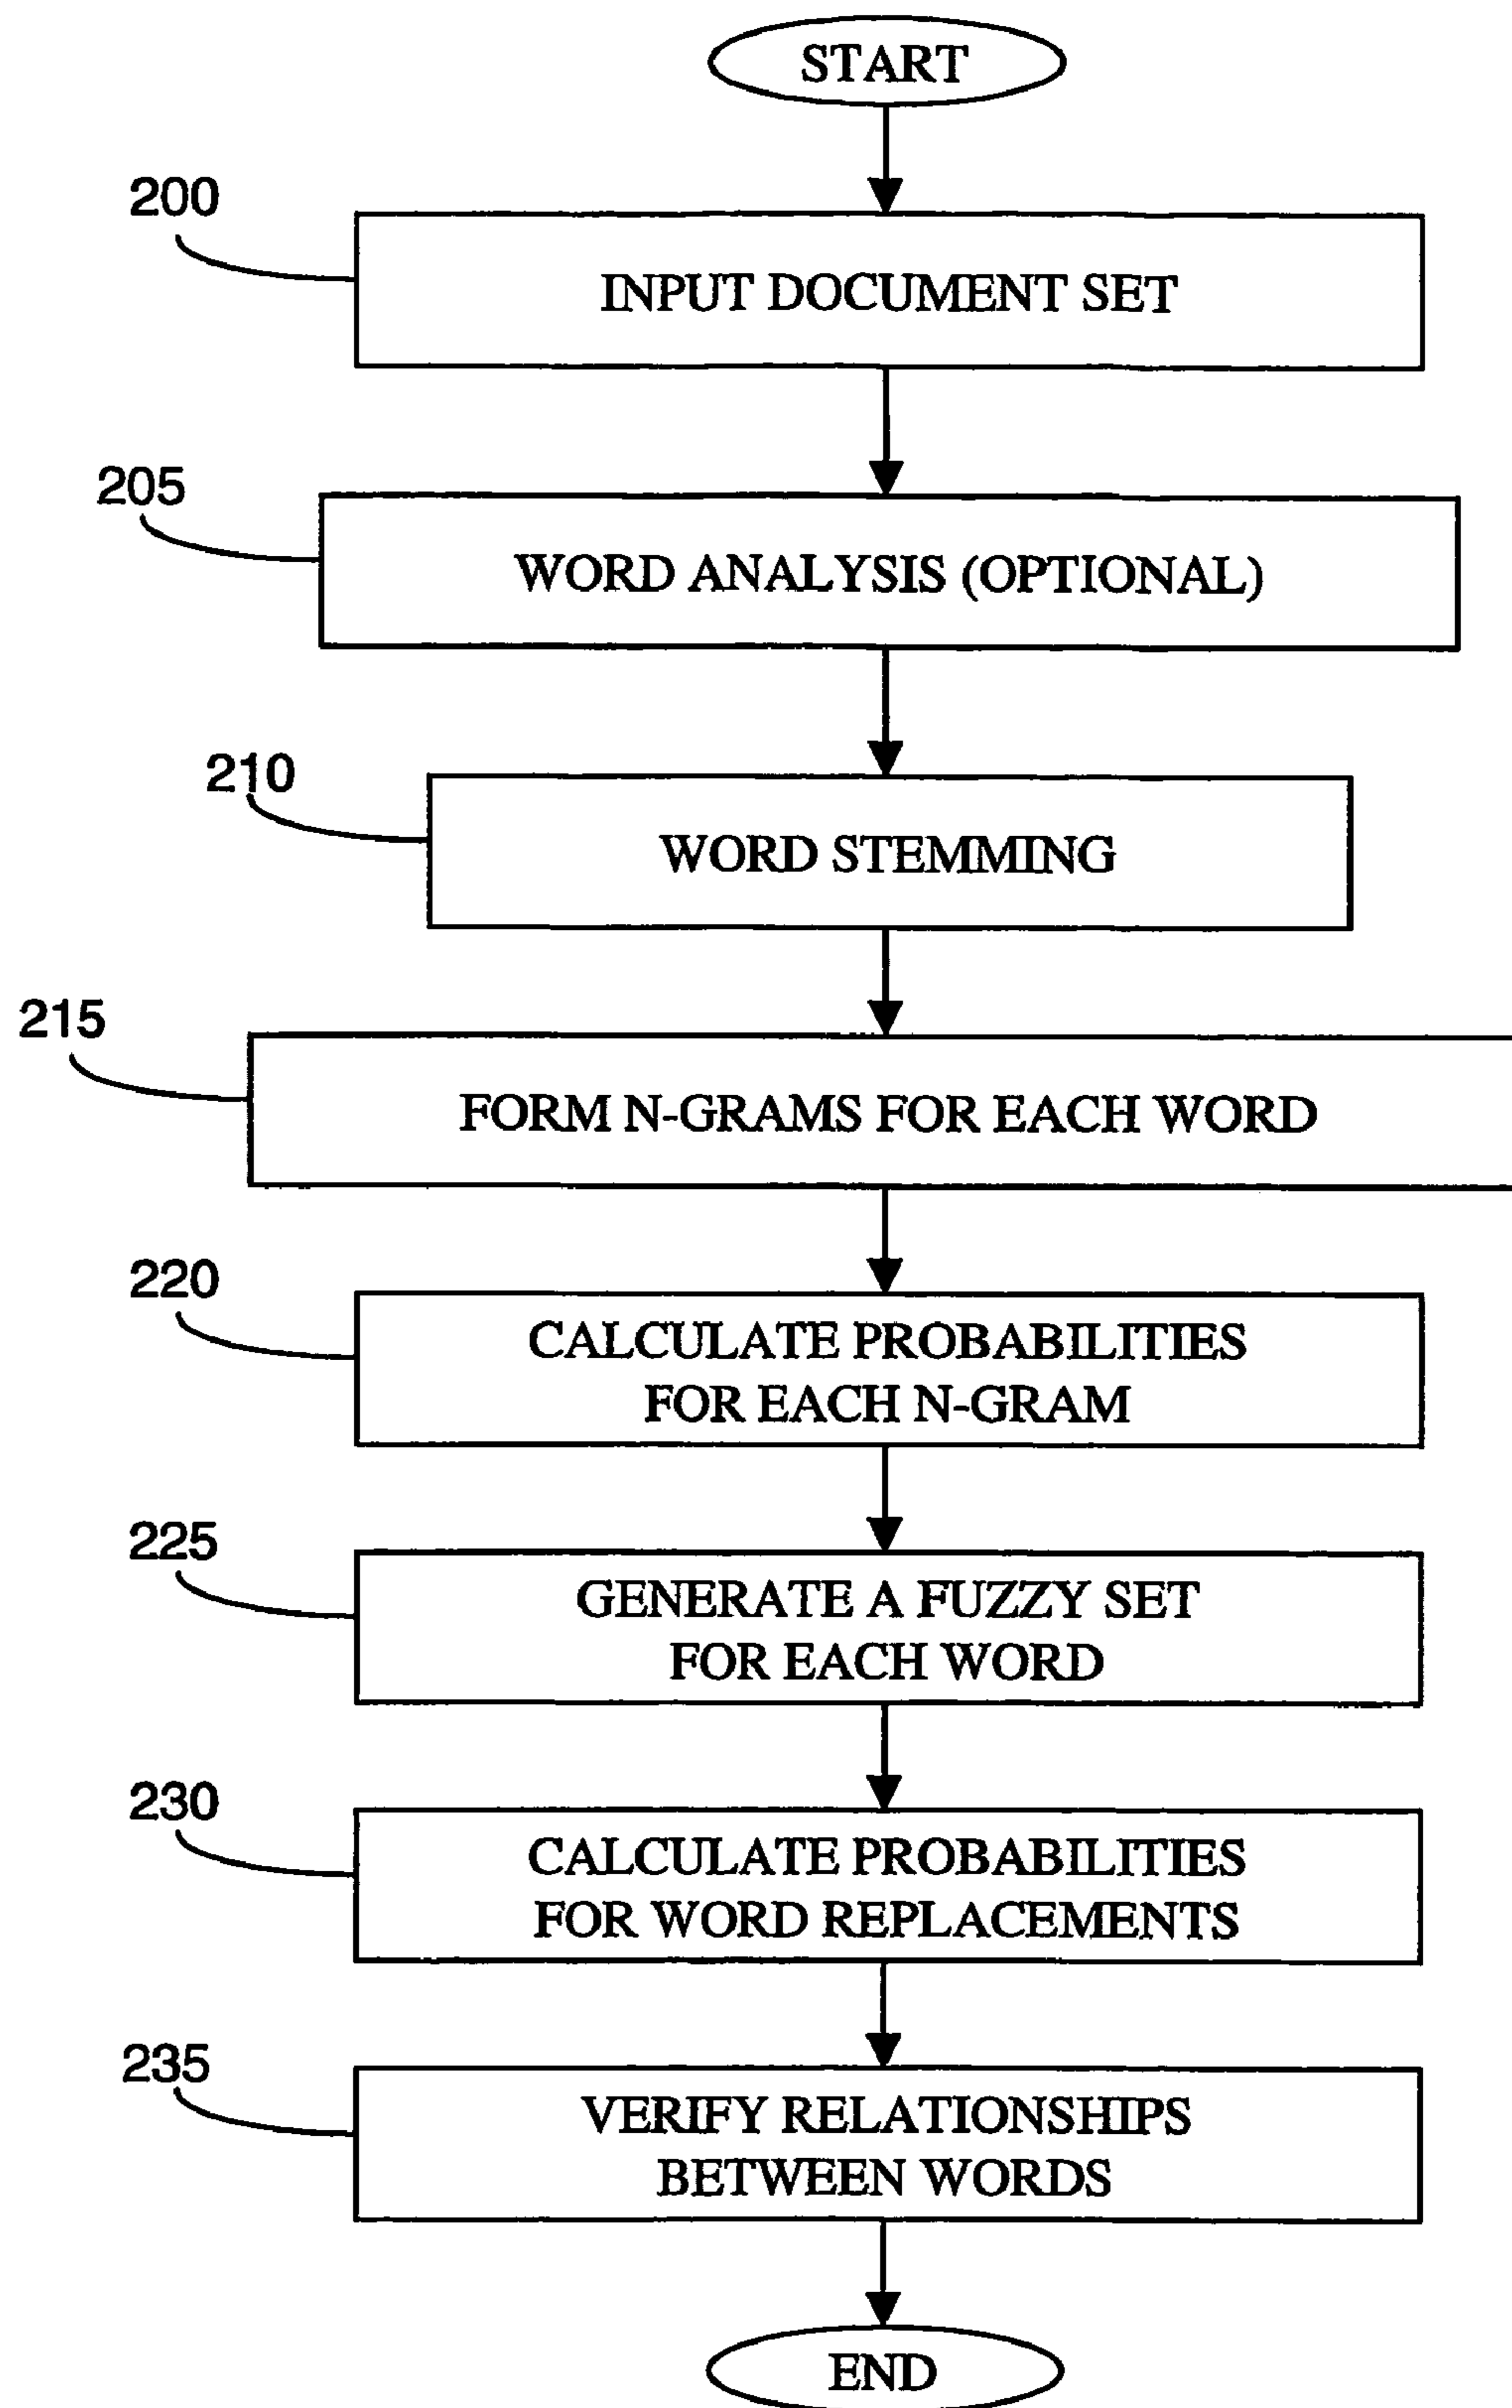 START
200
INPUT DOCUMENT SET
205
WORD ANALYSIS (OPTIONAL)
210
WORD STEMMING
215
FORM N-GRAMS FOR EACH WORD
220
CALCULATE PROBABILITIES
FOR EACH N-GRAM
225
GENERATE A FUZZY SET
FOR EACH WORD
230
CALCULATE PROBABILITIES
FOR WORD REPLACEMENTS
235
VERIFY RELATIONSHIPS
BETWEEN WORDS
END